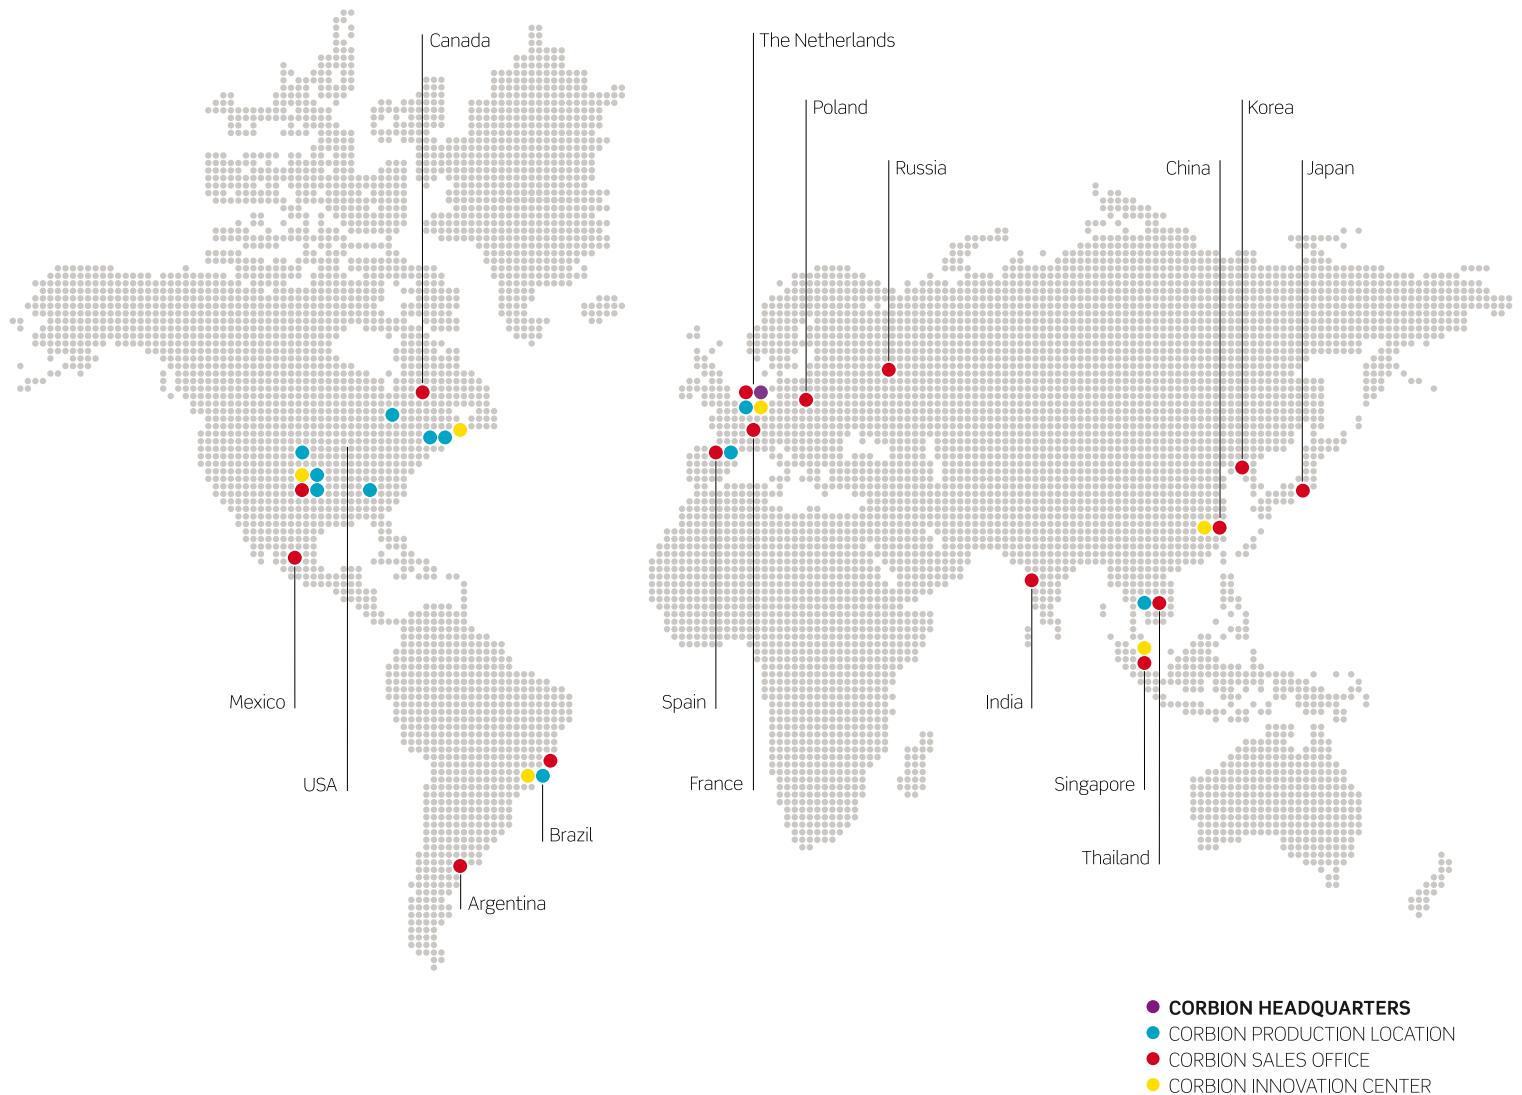 Canada
The Netherlands
Poland
Korea
Russia
China
Japan
Mexico
Spain
India
USA
France
Singapore
Brazil
Thailand
Argentina
CORBION HEADQUARTERS
CORBION PRODUCTION LOCATION
CORBION SALES OFFICE
CORBION INNOVATION CENTER